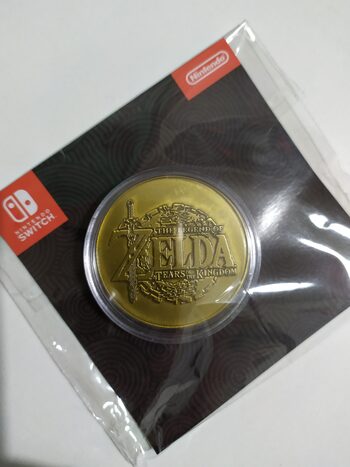 Nintendo
NINTENDO
SWITCH
THE LEGEND OF
ZELDA
TEARS OF THE KINGDOM